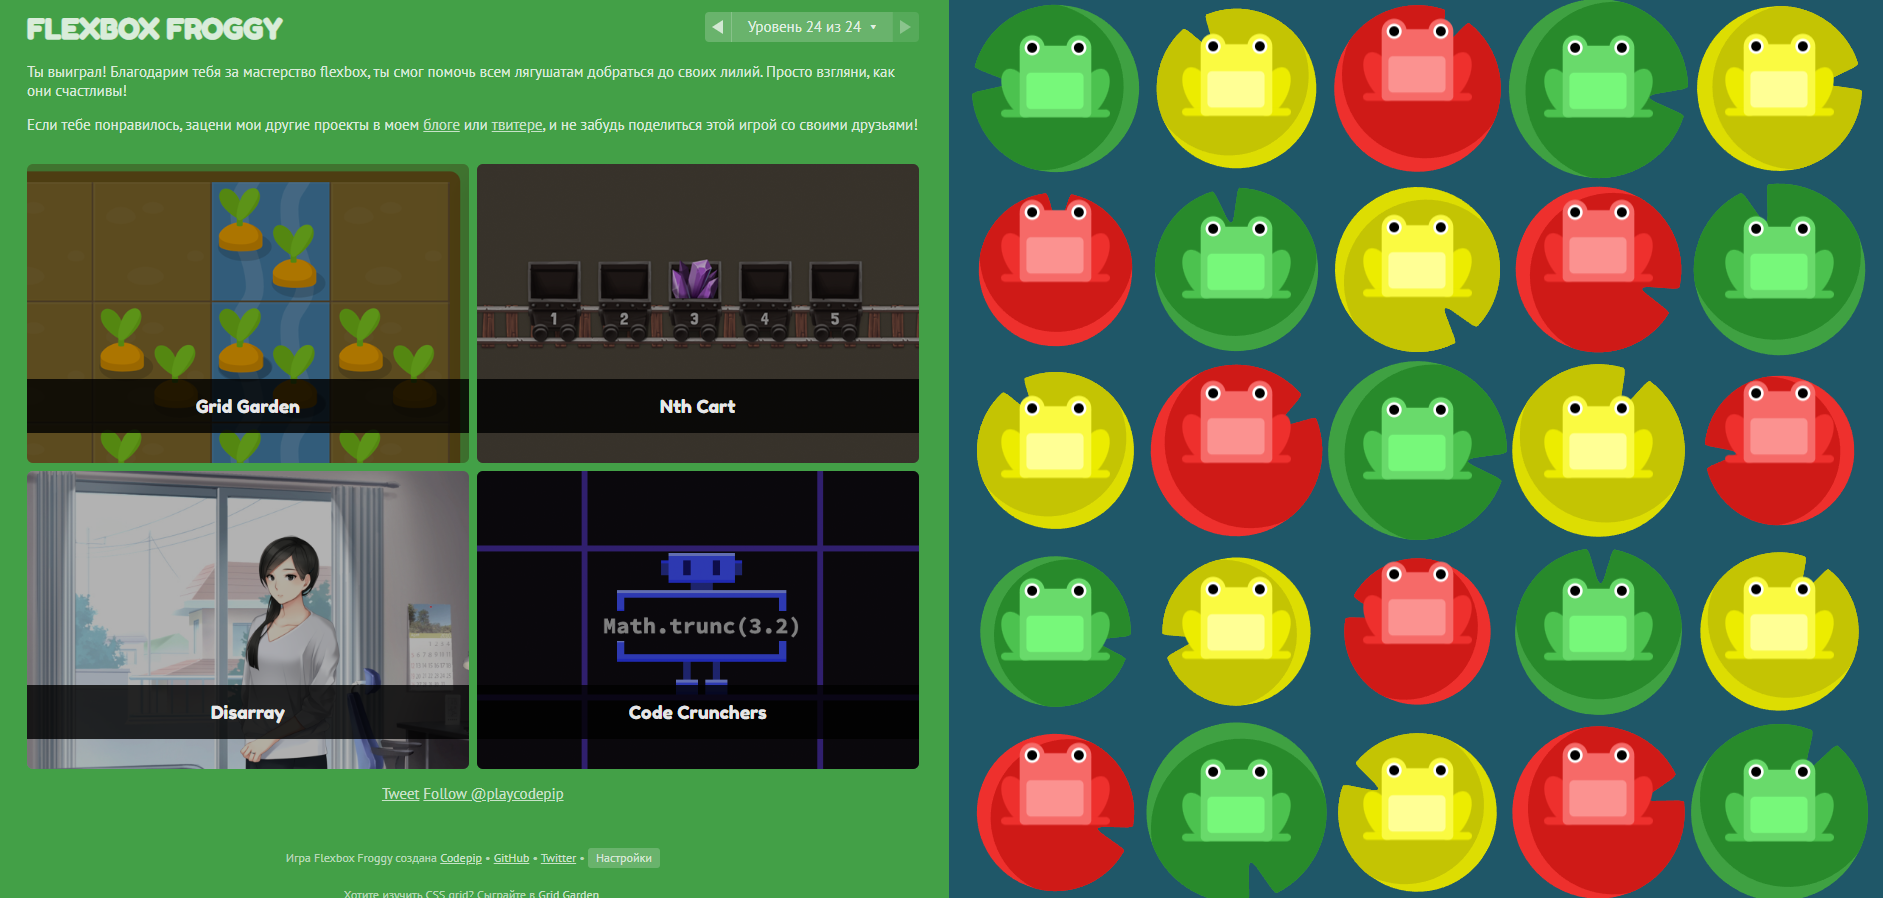 FLEXBOX FROGGY
Уровень 24 из 24
Ты выиграл! Благодарим тебя за мастерство flexbox, ты смог помочь всем лягушатам добраться до своих лилий. Просто взгляни, как
они счастливы!
Если тебе понравилось, зацени мои другие проекты в моем блоге или твитере, и не забудь поделиться этой игрой со своими друзьями!
1 2 3 4 5
Grid Garden
Nth Cart
Math.trunc(3.2)
Disarray
Code Crunchers
Tweet Follow @playcodepip
Игра Flexbox Froggy создана Codepip • GitHub • Twitter • Настройки
Хотите изучить CSS grid? Сыграйте в Grid Garden.